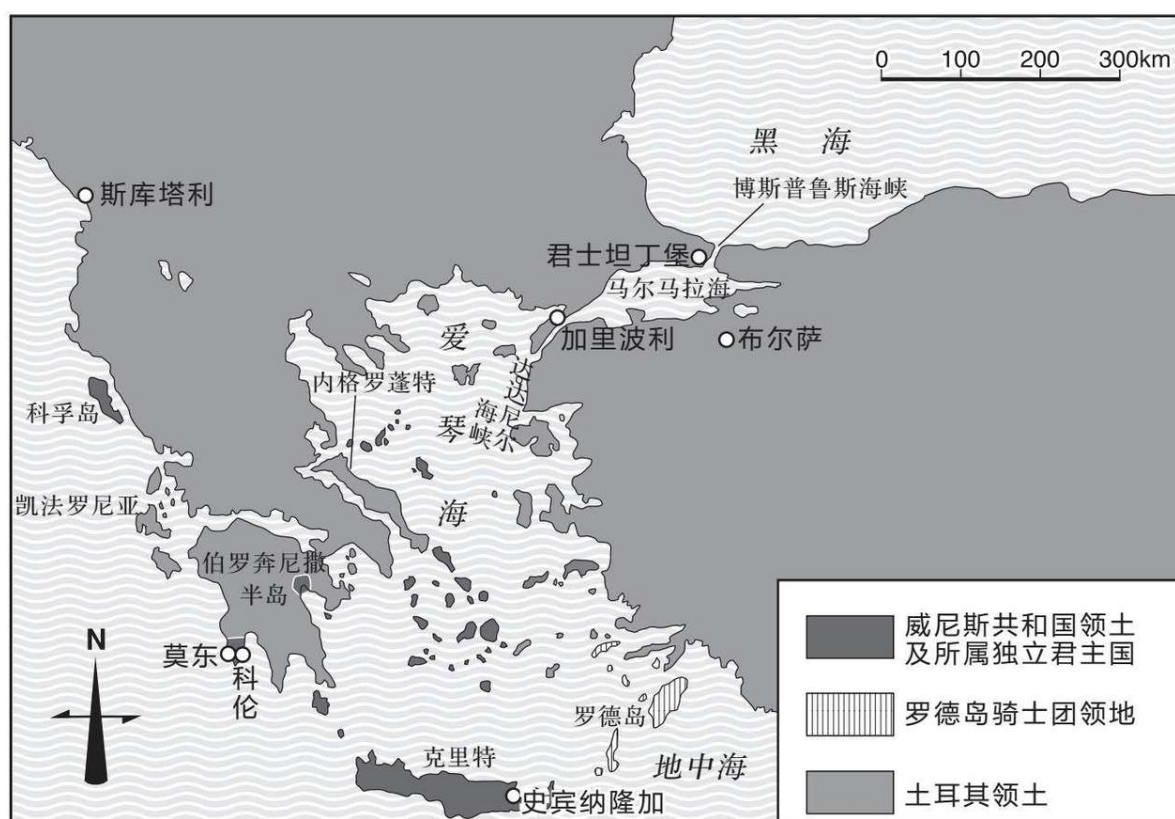 0 100 200 300km
黑 海
博斯普鲁斯海峡
斯库塔利
君士坦丁堡
马尔马拉海
加里波利
布尔萨
爱琴海
达达尼尔
海峡
内格罗蓬特
科孚岛
凯法罗尼亚
伯罗奔尼撒
半岛
N
莫东
科伦
罗德岛
克里特
地中海
史宾纳隆加
威尼斯共和国领土
及所属独立君主国
罗德岛骑士团领地
土耳其领土